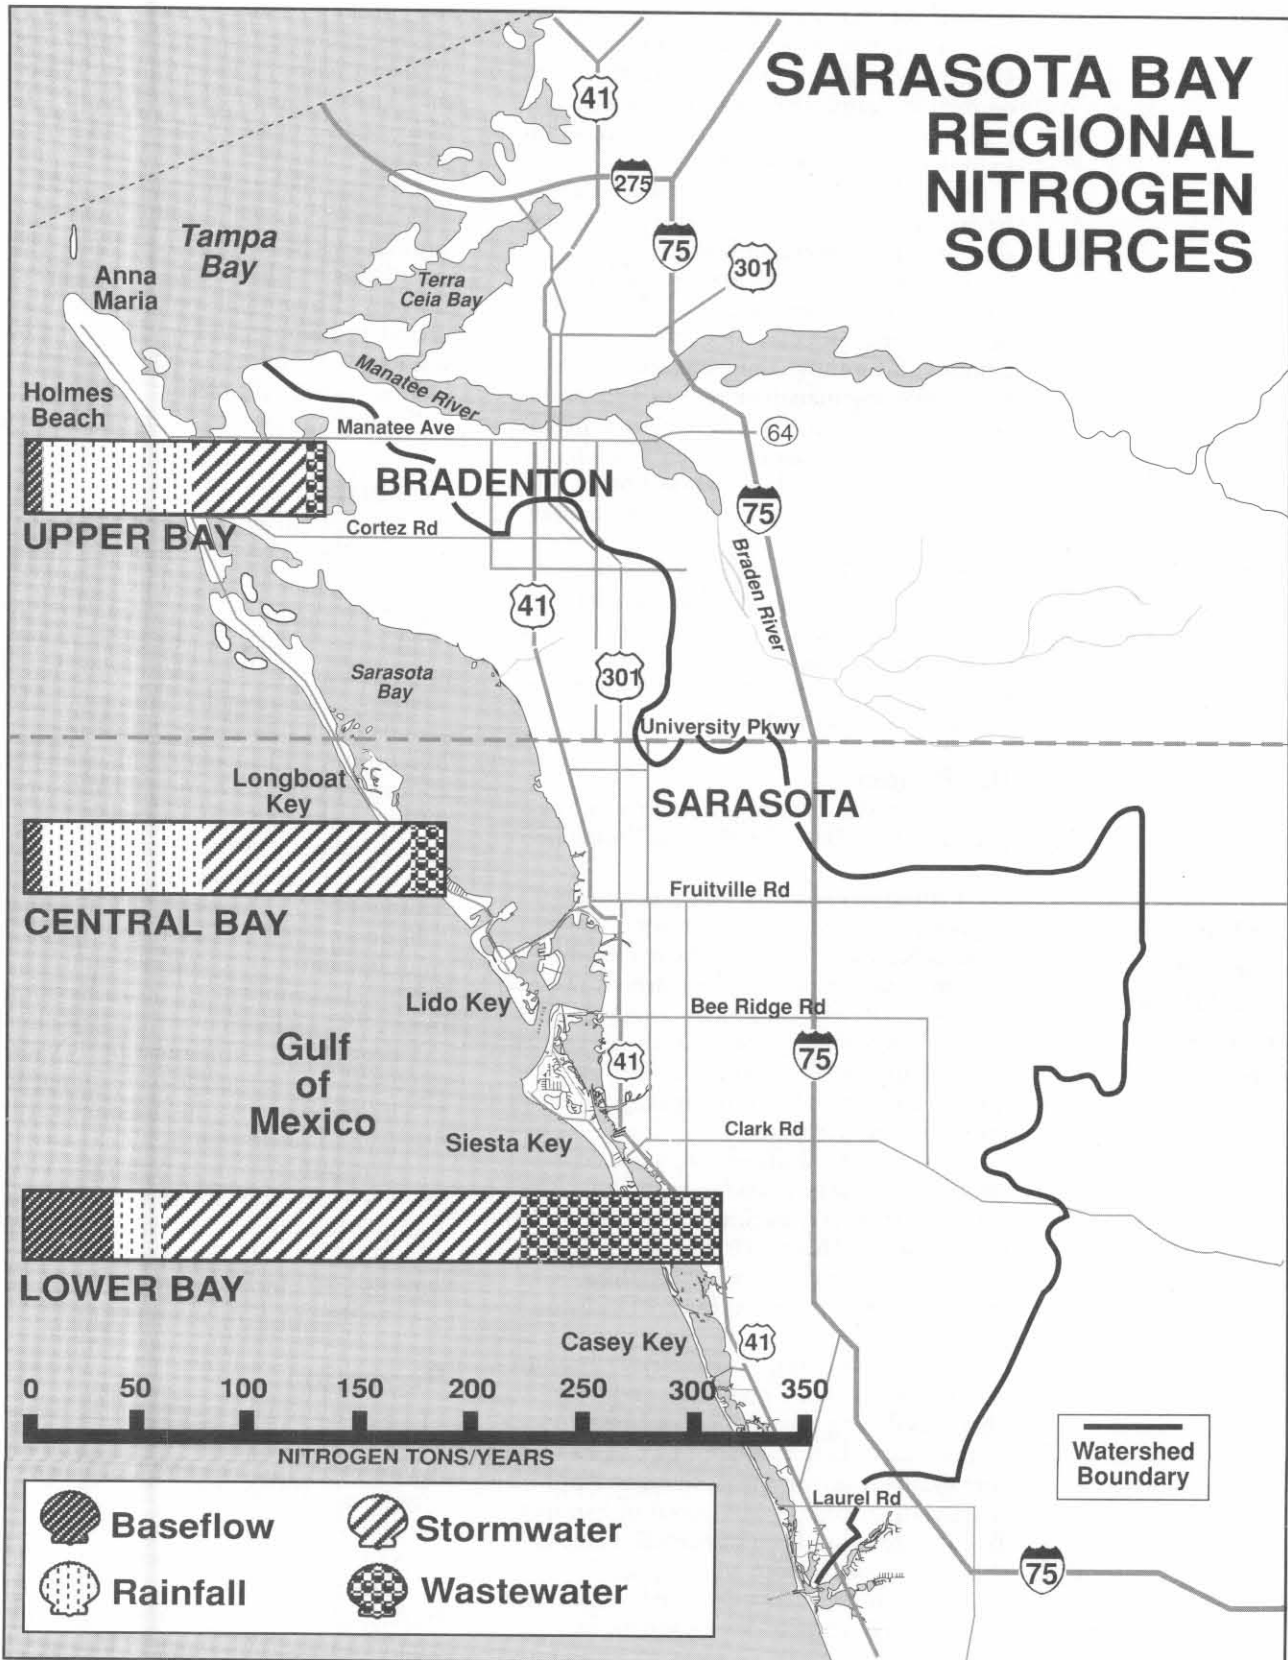 SARASOTA BAY
REGIONAL
NITROGEN
SOURCES
41
275
75
301
Tampa
Bay
Terra
Ceia Bay
Anna
Maria
Manatee River
Holmes
Beach
Manatee Ave
64
BRADENTON
75
UPPER BAY
Cortez Rd
Braden River
41
301
Sarasota
Bay
University Pkwy
Longboat
Key
SARASOTA
Fruitville Rd
CENTRAL BAY
Lido Key
Bee Ridge Rd
Gulf
of
Mexico
41
75
Siesta Key
Clark Rd
LOWER BAY
Casey Key
41
0 50 100 150 200 250 300 350
NITROGEN TONS/YEARS
Watershed
Boundary
Laurel Rd
75
Baseflow
Stormwater
Rainfall
Wastewater